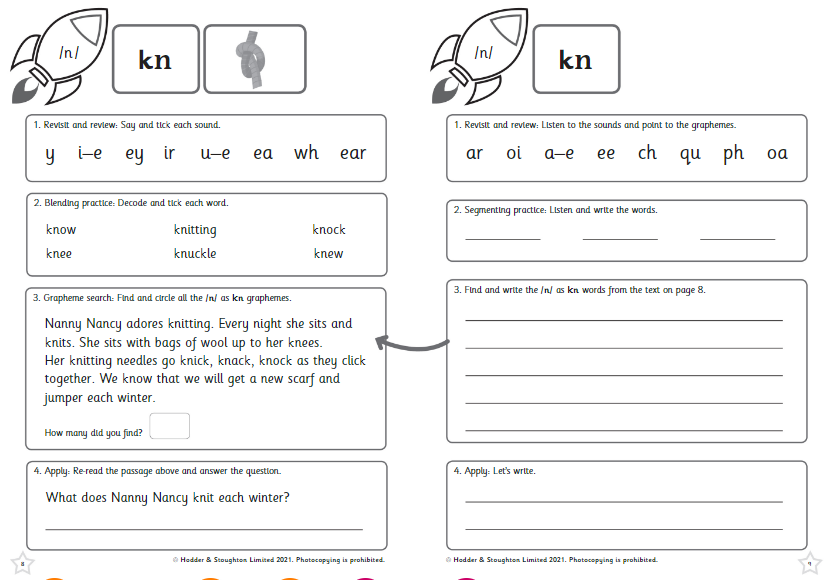 /n/
kn
1. Revisit and review: Say and tick each sound.
y i–e ey ir u–e ea wh ear
2. Blending practice: Decode and tick each word.
know knitting knock
knee knuckle knew
3. Grapheme search: Find and circle all the /n/ as kn graphemes.
Nanny Nancy adores knitting. Every night she sits and
knits. She sits with bags of wool up to her knees.
Her knitting needles go knick, knack, knock as they click
together. We know that we will get a new scarf and
jumper each winter.
How many did you find?
4. Apply: Re-read the passage above and answer the question.
What does Nanny Nancy knit each winter?
8
© Hodder & Stoughton Limited 2021. Photocopying is prohibited.
/n/
kn
1. Revisit and review: Listen to the sounds and point to the graphemes.
ar oi a–e ee ch qu ph oa
2. Segmenting practice: Listen and write the words.
3. Find and write the /n/ as kn words from the text on page 8.
4. Apply: Let's write.
© Hodder & Stoughton Limited 2021. Photocopying is prohibited.
9